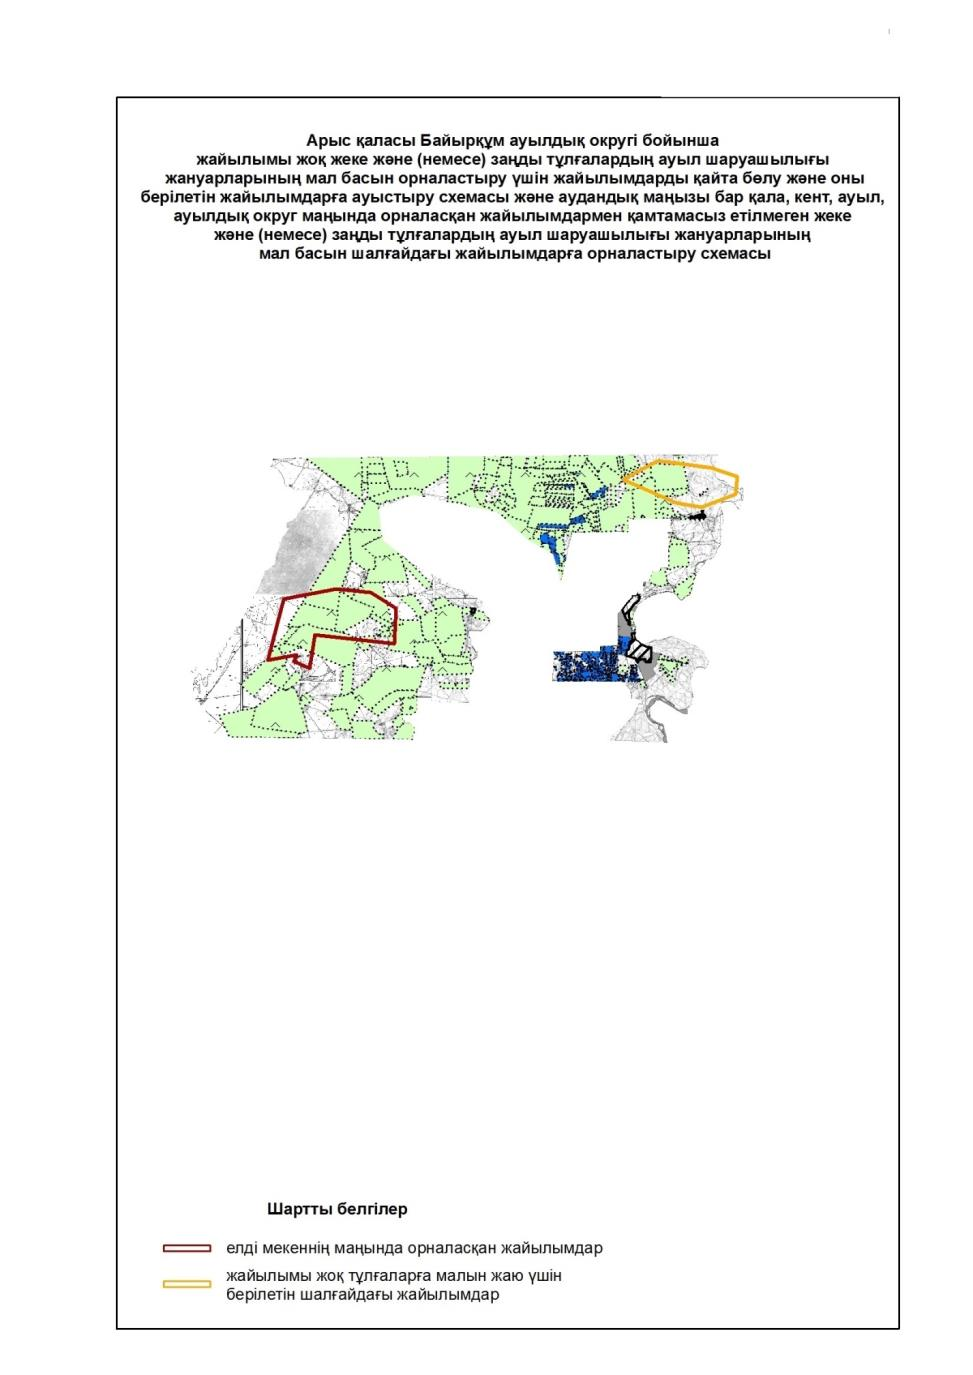 Арыс қаласы Байырқұм ауылдық округі бойынша
жайылымы жоқ жеке және (немесе) заңды тұлғалардың ауыл шаруашылығы
жануарларының мал басын орналастыру үшін жайылымдарды қайта бөлу және оны
берілетін жайылымдарға ауыстыру схемасы және аудандық маңызы бар қала, кент, ауыл,
ауылдық округ маңында орналасқан жайылымдармен қамтамасыз етілмеген жеке
және (немесе) заңды тұлғалардың ауыл шаруашылығы жануарларының
мал басын шалғайдағы жайылымдарға орналастыру схемасы
Шартты белгілер
елді мекеннің маңында орналасқан жайылымдар
жайылымы жоқ тұлғаларға малын жаю үшін
берілетін шалғайдағы жайылымдар